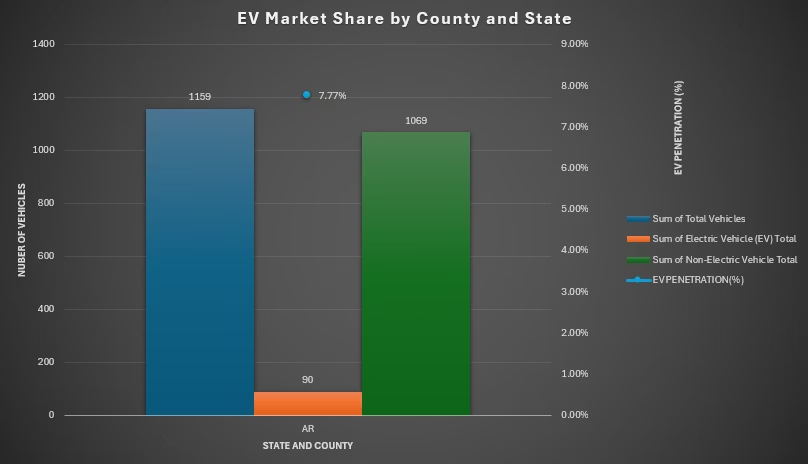 EV Market Share by County and State
1400
1200
1000
800
600
400
200
0
NUBER OF VEHICLES
1159
90
1069
7.77%
AR
STATE AND COUNTY
9.00%
8.00%
7.00%
6.00%
5.00%
4.00%
3.00%
2.00%
1.00%
0.00%
EV PENETRATION (%)
Sum of Total Vehicles
Sum of Electric Vehicle (EV) Total
Sum of Non-Electric Vehicle Total
EV PENETRATION(%)